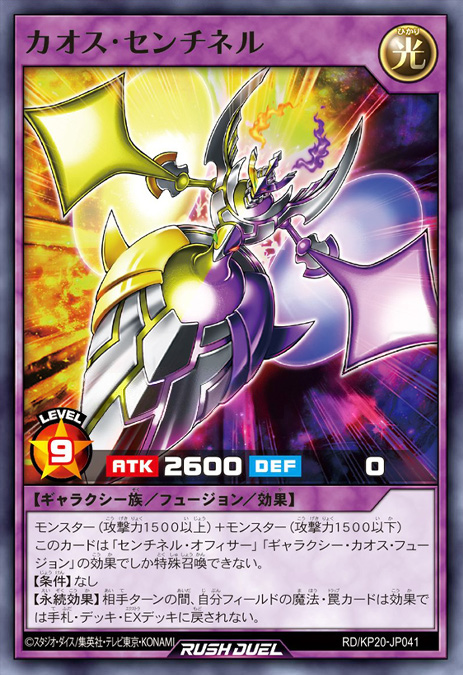 カオス・センチネル
ひかり
光
LEVEL
9
ATK 2600 DEF 0
【ギャラクシー族/フュージョン/効果】
モンスター(攻撃力1500以上)+モンスター(攻撃力1500以下)
このカードは「センチネル・オフィサー」「ギャラクシー・カオス・フュー
ジョン」の効果でしか特殊召喚できない。
【条件】なし
【永続効果】相手ターンの間、自分フィールドの魔法・罠カードは効果で
は手札・デッキ・EXデッキに戻されない。
©スタジオ・ダイス/集英社・テレビ東京・KONAMI
RUSH DUEL
RD/KP20-JP041